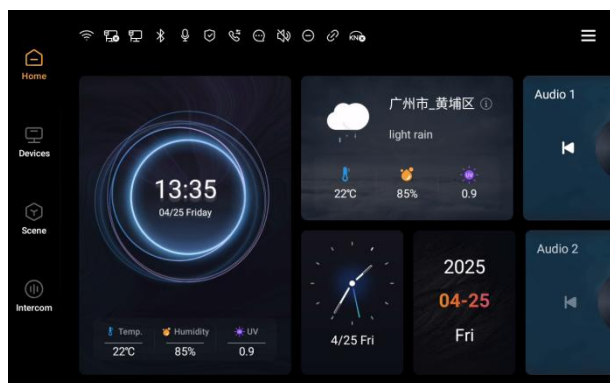 KNX
Home
Devices
Scene
Intercom
13:35
04/25 Friday
Temp.
Humidity
UV
22℃
85%
0.9
广州市_黄埔区
light rain
UV
22℃
85%
0.9
4/25 Fri
2025
04-25
Fri
Audio 1
Audio 2